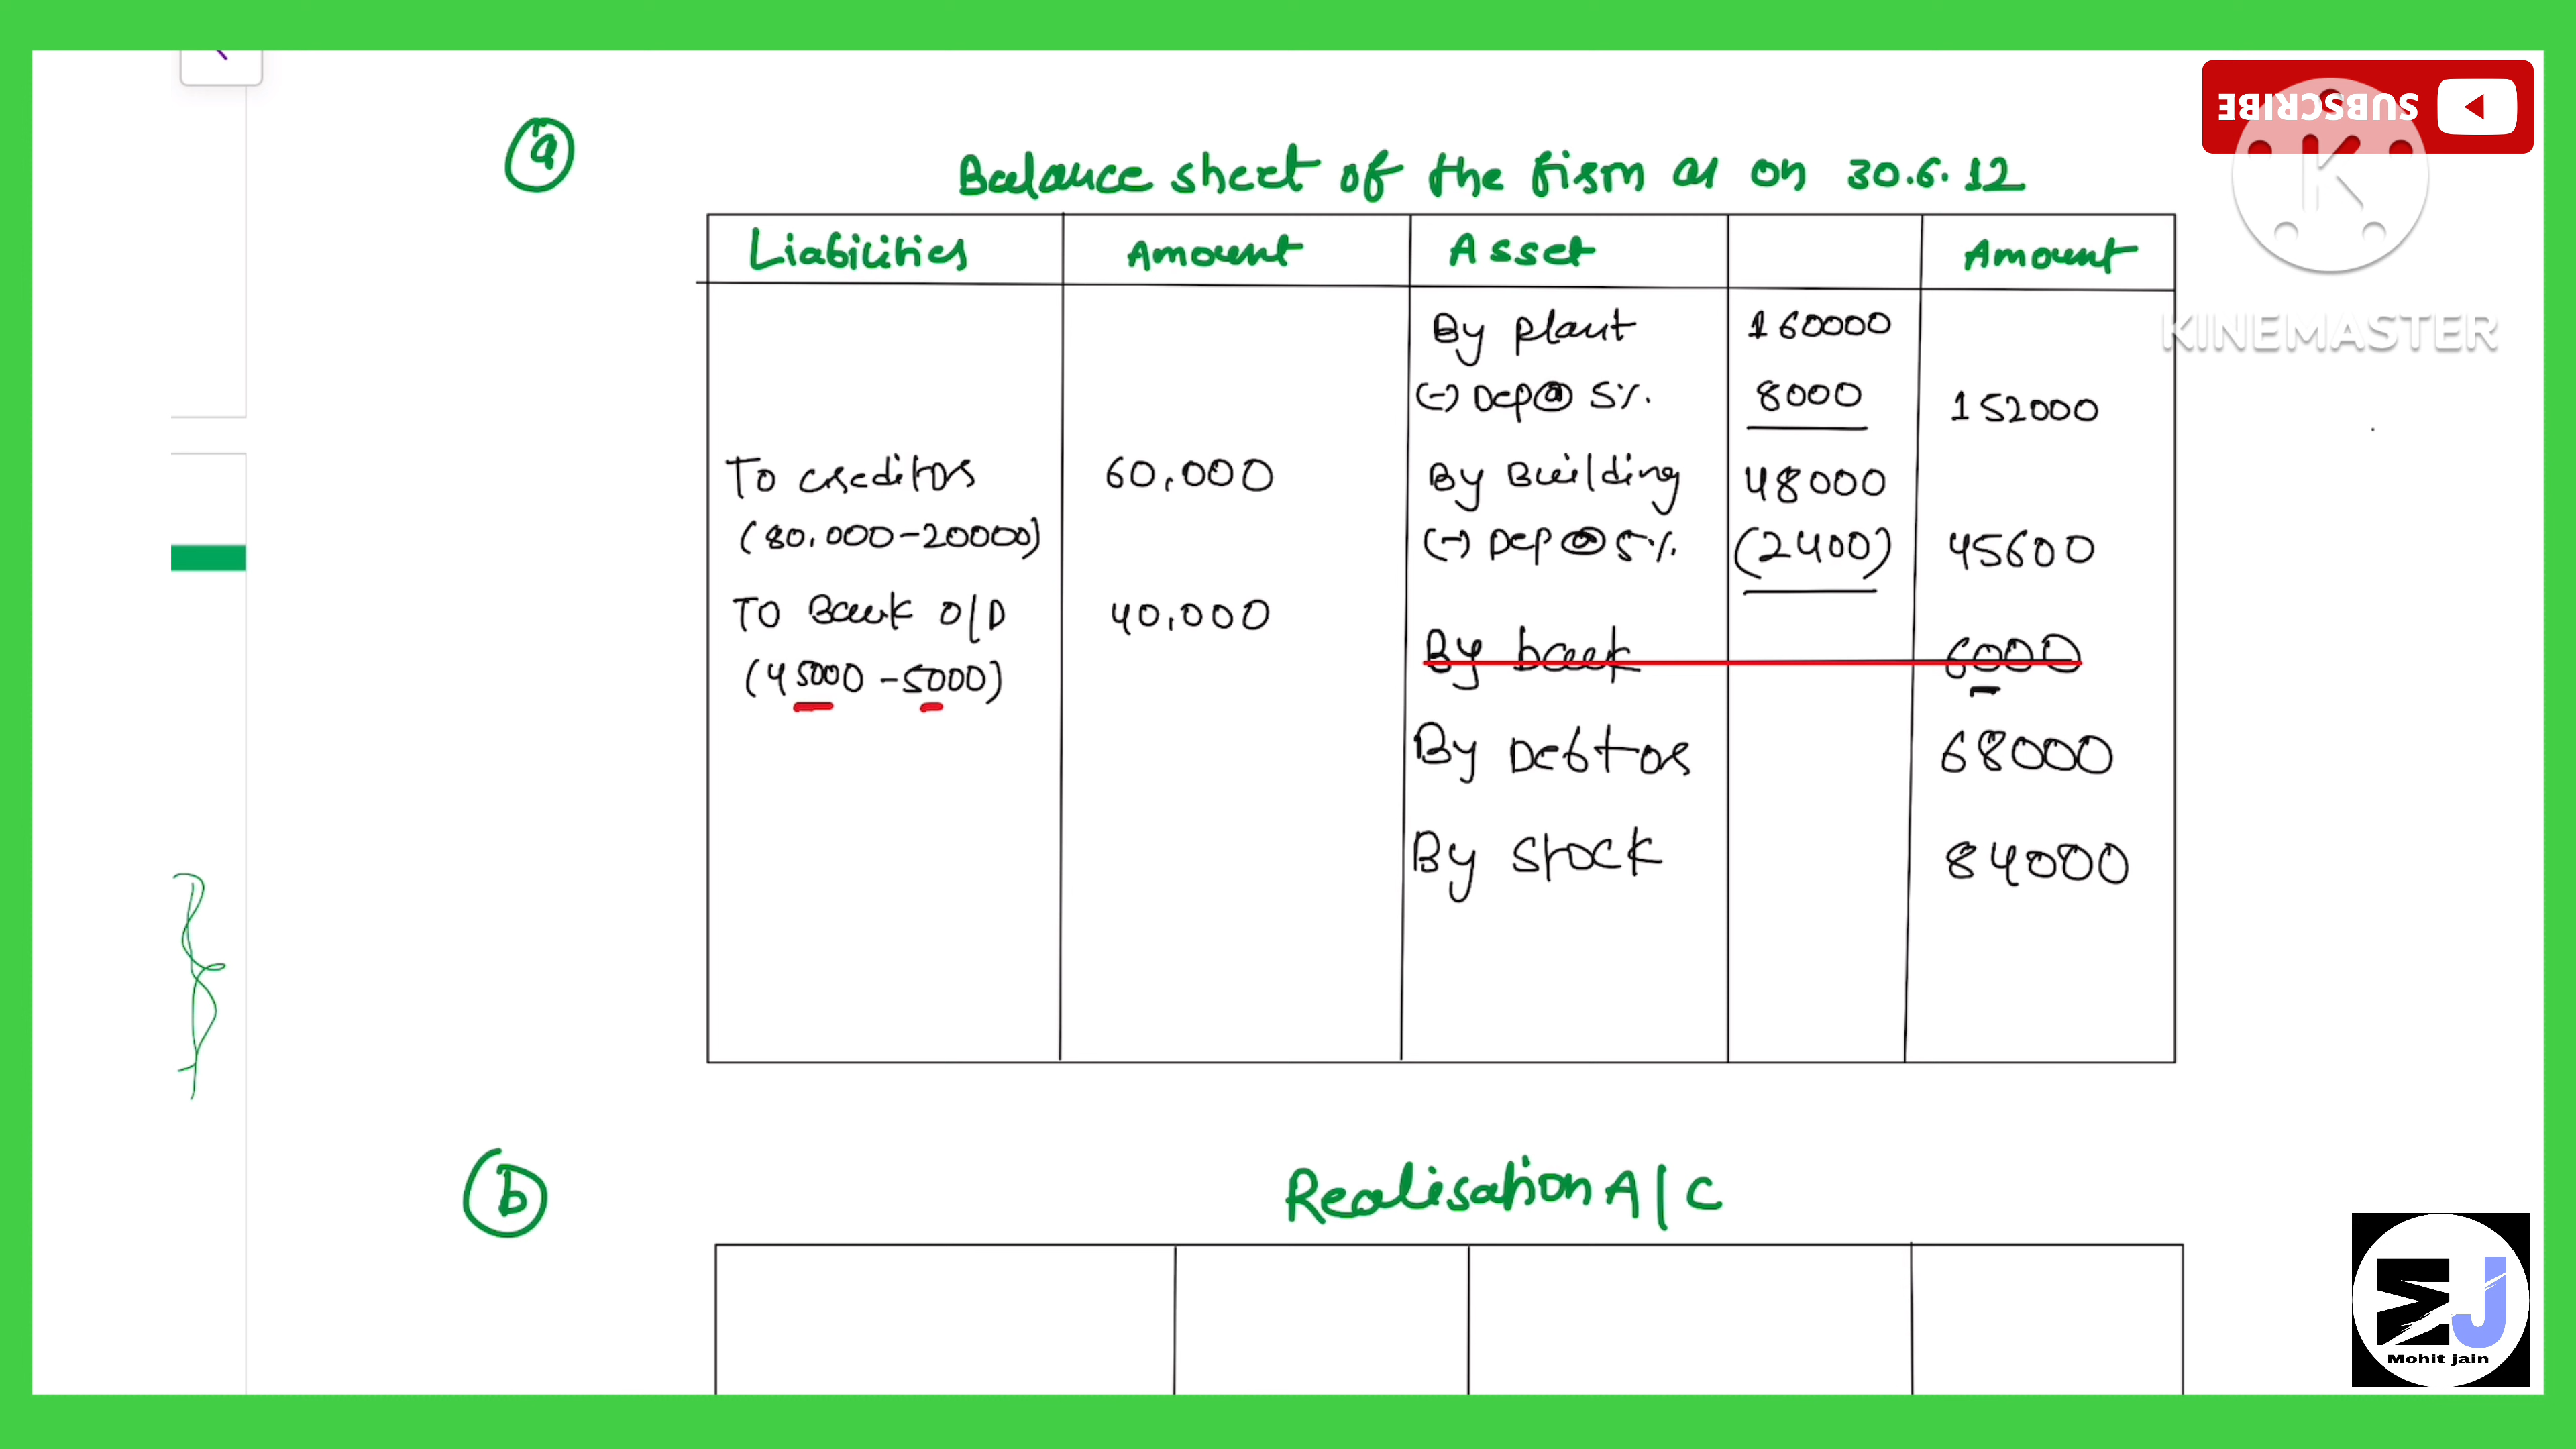 SUBSCRIBE
KINEMASTER
a
Balance sheet of the firm as on 30.6.12
Liabilities Amount Asset Amount
By plant 160000
(-) Dep@ 5% 8000 152000
To creditors 60,000 By Building 48000
(80,000-20000) (-) Dep@ 5% (2400) 45600
To Bank O/D 40,000
By bank 6000
(45000-5000)
By Debtors 68000
By Stock 84000
b
Realisation A/C
Mohit jain